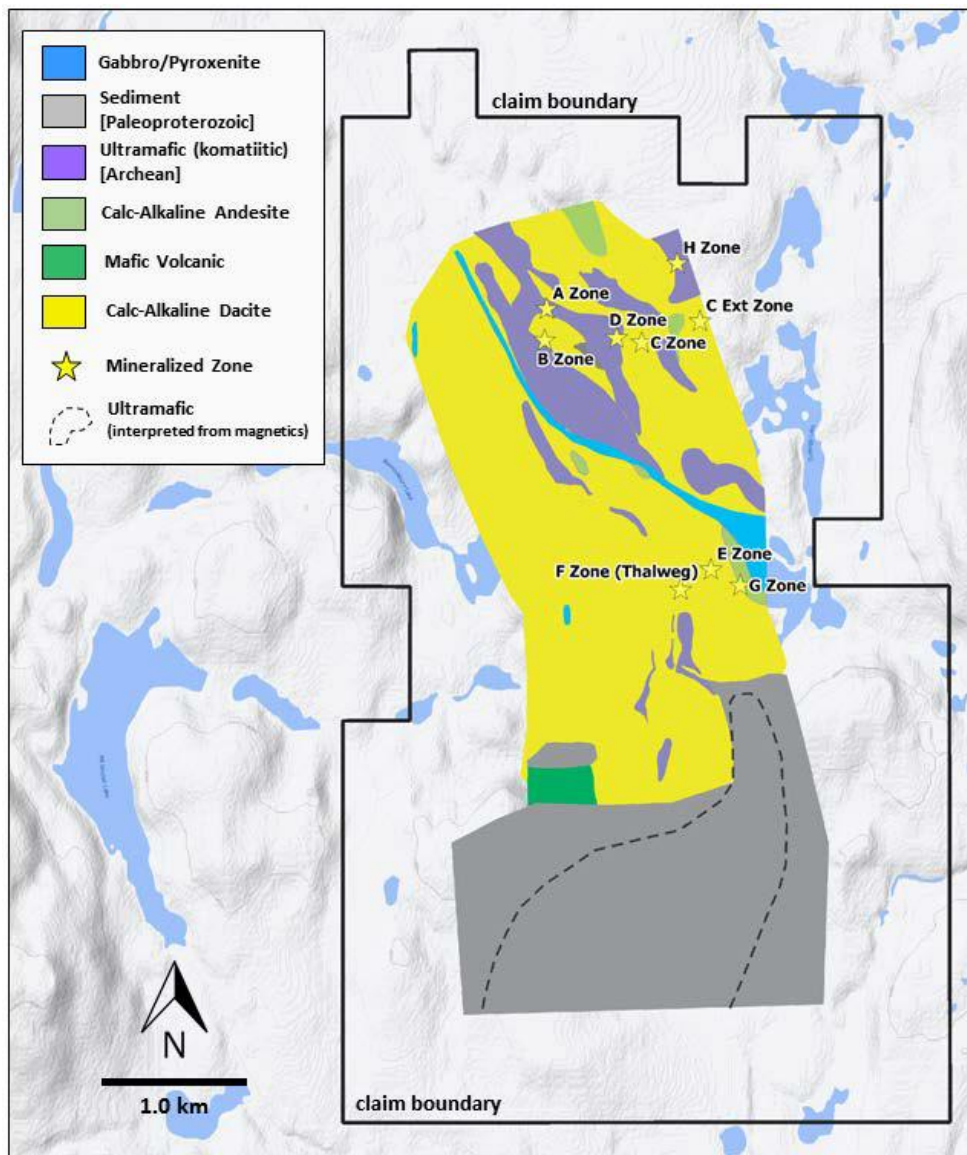 claim boundary
Gabbro/Pyroxenite
Sediment
[Paleoproterozoic]
Ultramafic (komatiitic)
[Archean]
Calc-Alkaline Andesite
Mafic Volcanic
Calc-Alkaline Dacite
Mineralized Zone
Ultramafic
(interpreted from magnetics)
H Zone
A Zone
C Ext Zone
D Zone
C Zone
B Zone
E Zone
F Zone (Thalweg)
G Zone
N
1.0 km
claim boundary